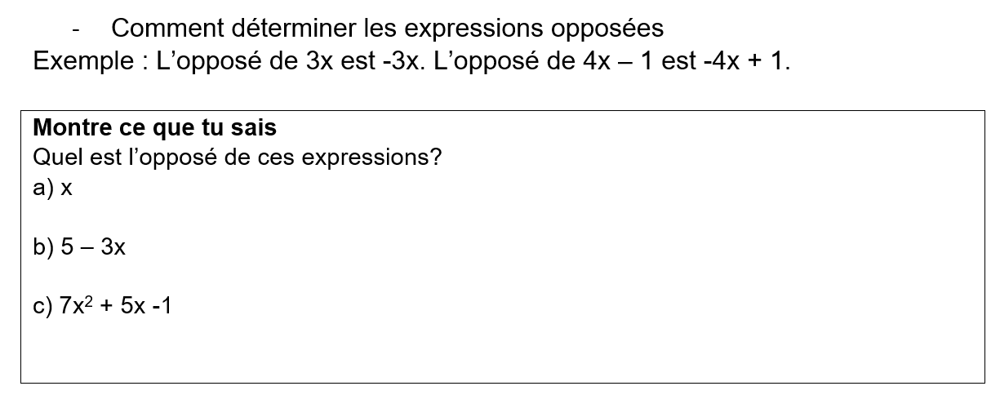 - Comment déterminer les expressions opposées
Exemple : L’opposé de 3x est -3x. L’opposé de 4x – 1 est -4x + 1.
Montre ce que tu sais
Quel est l’opposé de ces expressions?
a) x
b) 5 – 3x
c) 7x² + 5x -1